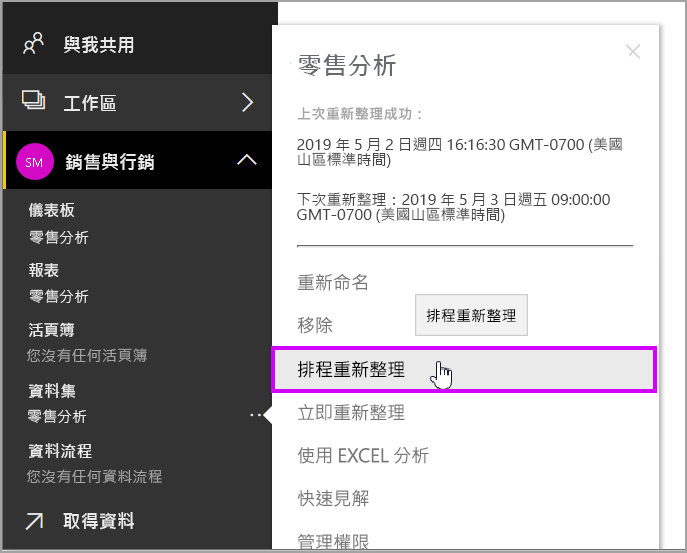 與我共用
工作區
SM
銷售與行銷
儀表板
零售分析
報表
零售分析
活頁簿
您沒有任何活頁簿
資料集
零售分析
資料流程
您沒有任何資料流程
取得資料
零售分析
上次重新整理成功：
2019 年 5 月 2 日週四 16:16:30 GMT-0700 (美國
山區標準時間)
下次重新整理：2019 年 5 月 3 日週五 09:00:00
GMT-0700 (美國山區標準時間)
重新命名
移除
排程重新整理
排程重新整理
立即重新整理
使用 EXCEL 分析
快速見解
管理權限